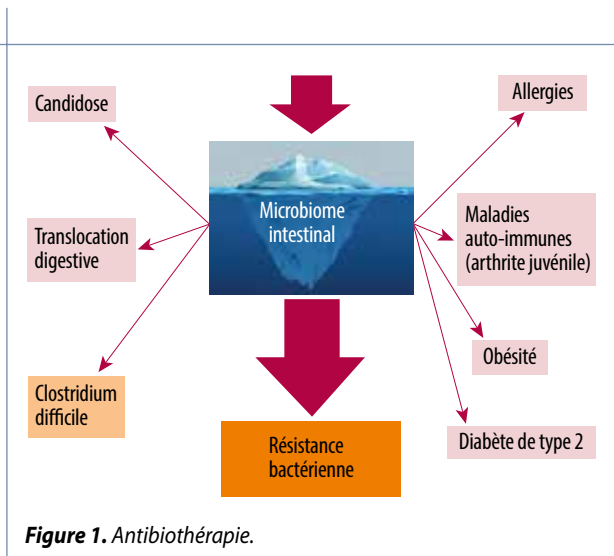 Candidose
Allergies
Microbiome
intestinal
Translocation
digestive
Maladies
auto-immunes
(arthrite juvénile)
Obésité
Clostridium
difficile
Résistance
bactérienne
Diabète de type 2
Figure 1. Antibiothérapie.